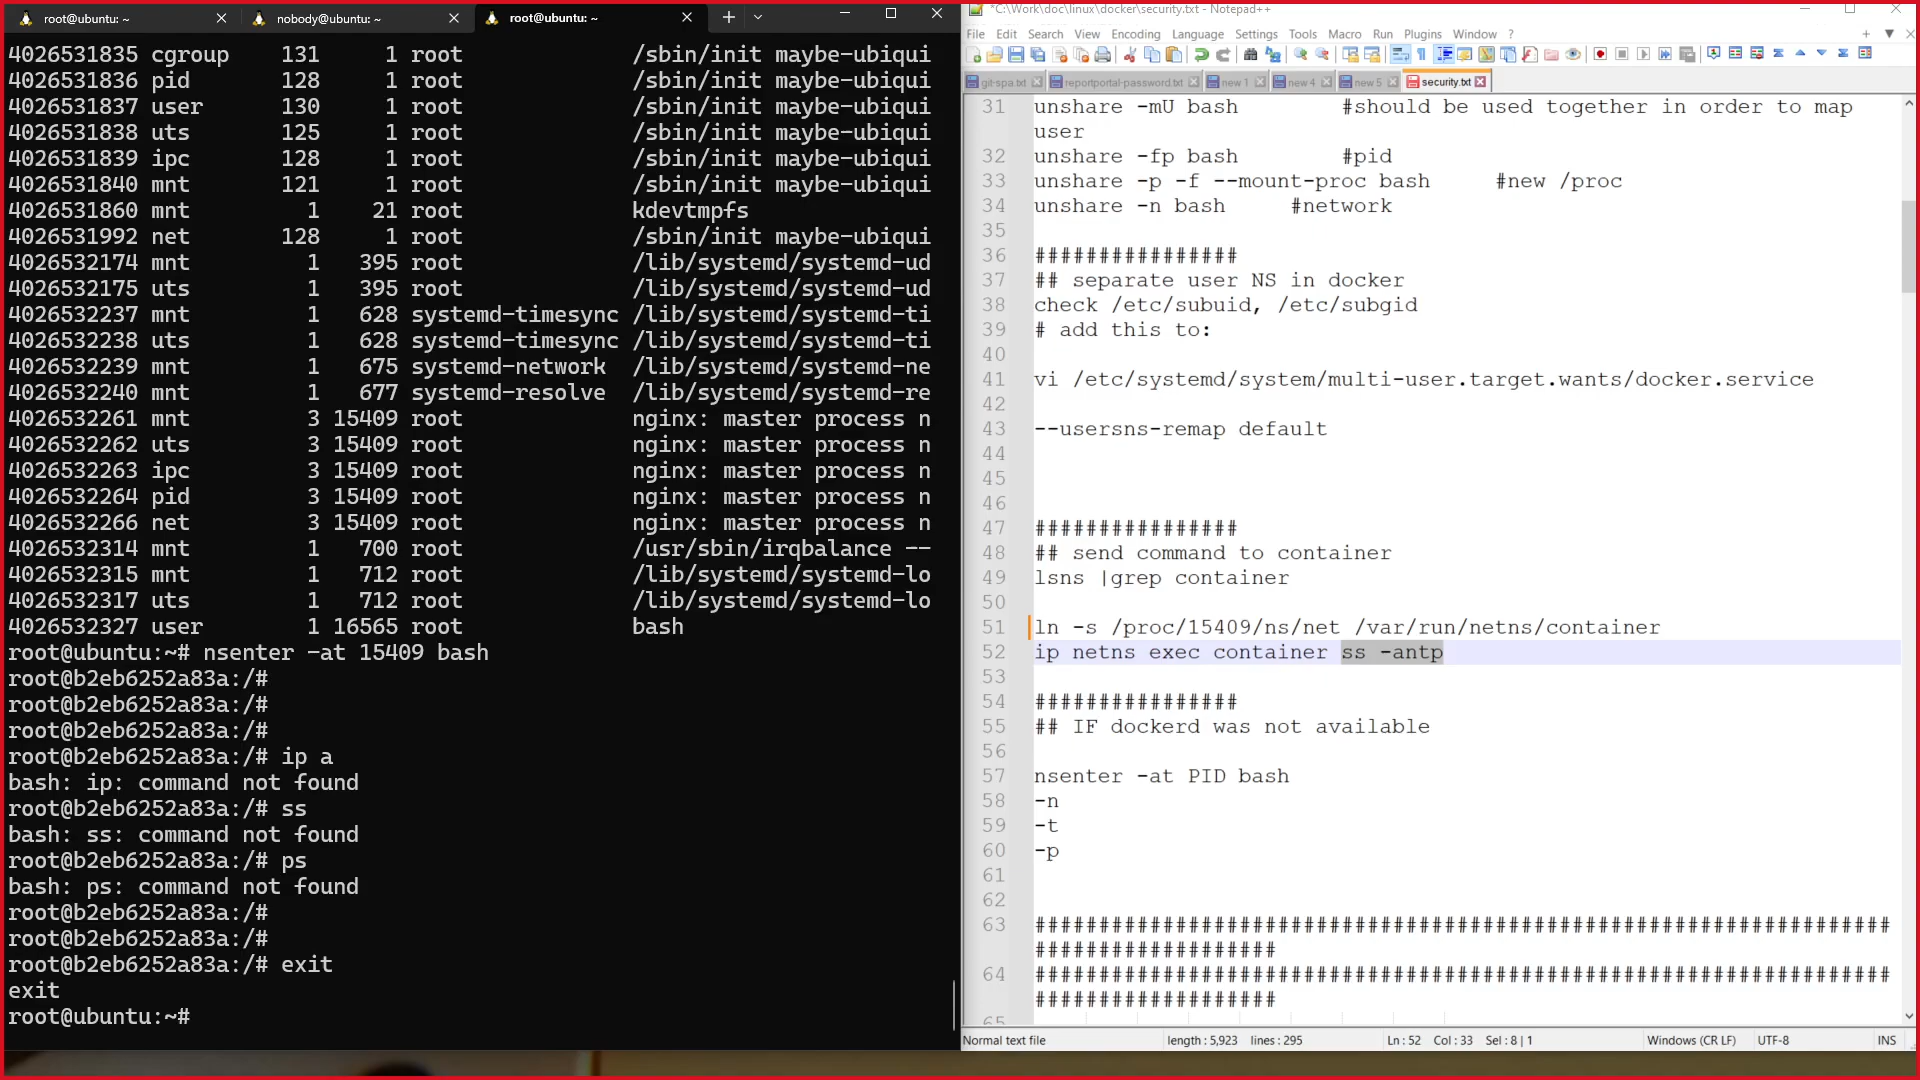 root@ubuntu: ~
nobody@ubuntu: ~
root@ubuntu: ~
4026531835 cgroup 131 1 root /sbin/init maybe-ubiqui
4026531836 pid 128 1 root /sbin/init maybe-ubiqui
4026531837 user 130 1 root /sbin/init maybe-ubiqui
4026531838 uts 125 1 root /sbin/init maybe-ubiqui
4026531839 ipc 128 1 root /sbin/init maybe-ubiqui
4026531840 mnt 121 1 root /sbin/init maybe-ubiqui
4026531860 mnt 1 21 root kdevtmpfs
4026531992 net 128 1 root /sbin/init maybe-ubiqui
4026532174 mnt 1 395 root /lib/systemd/systemd-ud
4026532175 uts 1 395 root /lib/systemd/systemd-ud
4026532237 mnt 1 628 systemd-timesync /lib/systemd/systemd-ti
4026532238 uts 1 628 systemd-timesync /lib/systemd/systemd-ti
4026532239 mnt 1 675 systemd-network /lib/systemd/systemd-ne
4026532240 mnt 1 677 systemd-resolve /lib/systemd/systemd-re
4026532261 mnt 3 15409 root nginx: master process n
4026532262 uts 3 15409 root nginx: master process n
4026532263 ipc 3 15409 root nginx: master process n
4026532264 pid 3 15409 root nginx: master process n
4026532266 net 3 15409 root nginx: master process n
4026532314 mnt 1 700 root /usr/sbin/irqbalance --
4026532315 mnt 1 712 root /lib/systemd/systemd-lo
4026532317 uts 1 712 root /lib/systemd/systemd-lo
4026532327 user 1 16565 root bash
root@ubuntu:~# nsenter -at 15409 bash
root@b2eb6252a83a:/#
root@b2eb6252a83a:/#
root@b2eb6252a83a:/#
root@b2eb6252a83a:/# ip a
bash: ip: command not found
root@b2eb6252a83a:/# ss
bash: ss: command not found
root@b2eb6252a83a:/# ps
bash: ps: command not found
root@b2eb6252a83a:/#
root@b2eb6252a83a:/#
root@b2eb6252a83a:/# exit
exit
root@ubuntu:~#
*C:\Work\doc\linux\docker\security.txt - Notepad++
File Edit Search View Encoding Language Settings Tools Macro Run Plugins Window ?
git-spa.txt reportportal-password.txt new 1 new 4 new 5 security.txt
31 unshare -mU bash #should be used together in order to map
user
32 unshare -fp bash #pid
33 unshare -p -f --mount-proc bash #new /proc
34 unshare -n bash #network
35
36 ################
37 ## separate user NS in docker
38 check /etc/subuid, /etc/subgid
39 # add this to:
40
41 vi /etc/systemd/system/multi-user.target.wants/docker.service
42
43 --usersns-remap default
44
45
46
47 ################
48 ## send command to container
49 lsns |grep container
50
51 ln -s /proc/15409/ns/net /var/run/netns/container
52 ip netns exec container ss -antp
53
54 ################
55 ## IF dockerd was not available
56
57 nsenter -at PID bash
58 -n
59 -t
60 -p
61
62
63 ###################################################################
###################
64 ###################################################################
###################
65
Normal text file length : 5,923 lines : 295 Ln : 52 Col : 33 Sel : 8 | 1 Windows (CR LF) UTF-8 INS